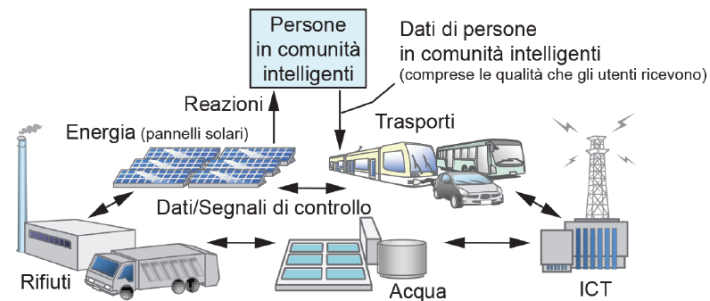 Persone
in comunità
intelligenti
Dati di persone
in comunità intelligenti
(comprese le qualità che gli utenti ricevono)
Reazioni
Energia (pannelli solari)
Trasporti
Dati/Segnali di controllo
Rifiuti
Acqua
ICT